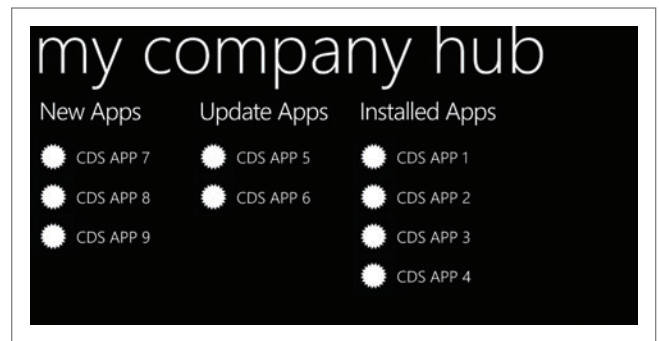 my company hub
New Apps
CDS APP 7
CDS APP 8
CDS APP 9
Update Apps
CDS APP 5
CDS APP 6
Installed Apps
CDS APP 1
CDS APP 2
CDS APP 3
CDS APP 4